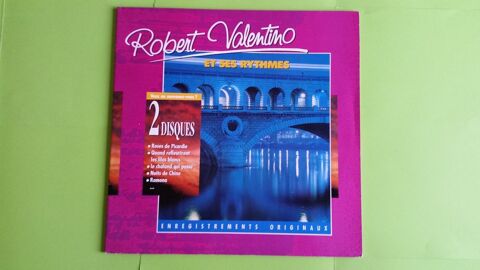 Robert Valentino
ET SES RYTHMES
2 DISQUES
• Roses de Picardie
• Quand refleuriront
les lilas blancs
• le chaland qui passe
• Nuits de Chine
• Ramona
...
ENREGISTREMENTS ORIGINAUX